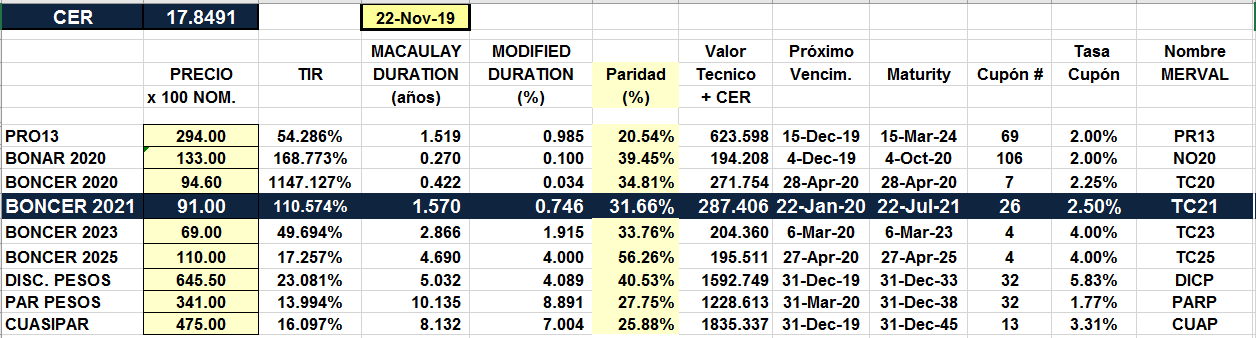 CER 17.8491 22-Nov-19
MACAULAY MODIFIED Valor Próximo Tasa Nombre
PRECIO TIR DURATION DURATION Paridad Tecnico Vencim. Maturity Cupón # Cupón MERVAL
x 100 NOM. (años) (%) (%) + CER
PRO13 294.00 54.286% 1.519 0.985 20.54% 623.598 15-Dec-19 15-Mar-24 69 2.00% PR13
BONAR 2020 133.00 168.773% 0.270 0.100 39.45% 194.208 4-Dec-19 4-Oct-20 106 2.00% NO20
BONCER 2020 94.60 1147.127% 0.422 0.034 34.81% 271.754 28-Apr-20 28-Apr-20 7 2.25% TC20
BONCER 2021 91.00 110.574% 1.570 0.746 31.66% 287.406 22-Jan-20 22-Jul-21 26 2.50% TC21
BONCER 2023 69.00 49.694% 2.866 1.915 33.76% 204.360 6-Mar-20 6-Mar-23 4 4.00% TC23
BONCER 2025 110.00 17.257% 4.690 4.000 56.26% 195.511 27-Apr-20 27-Apr-25 4 4.00% TC25
DISC. PESOS 645.50 23.081% 5.032 4.089 40.53% 1592.749 31-Dec-19 31-Dec-33 32 5.83% DICP
PAR PESOS 341.00 13.994% 10.135 8.891 27.75% 1228.613 31-Mar-20 31-Dec-38 32 1.77% PARP
CUASIPAR 475.00 16.097% 8.132 7.004 25.88% 1835.337 31-Dec-19 31-Dec-45 13 3.31% CUAP